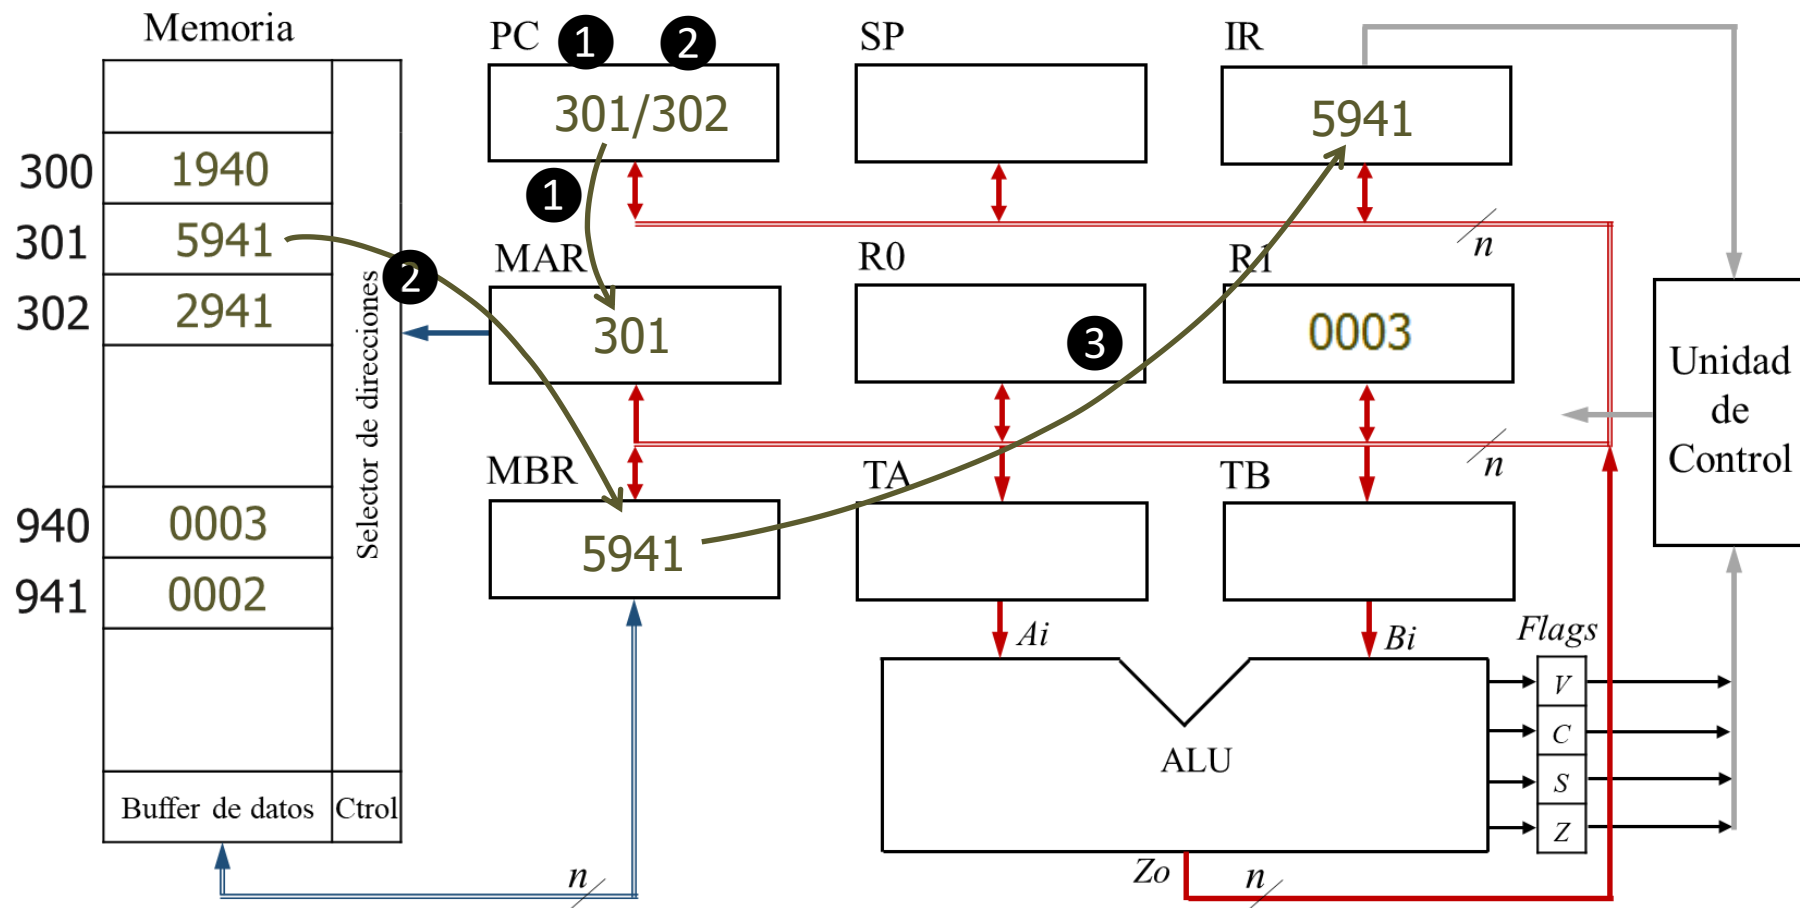 Memoria
300 1940
301 5941
302 2941
940 0003
941 0002
Selector de direcciones
Buffer de datos
Ctrol
n
PC
1
2
301/302
1
2
MAR
301
MBR
5941
SP
IR
5941
n
R0
3
R1
0003
n
TA
TB
Ai
Bi
ALU
Zo
n
Flags
V
C
S
Z
Unidad
de
Control